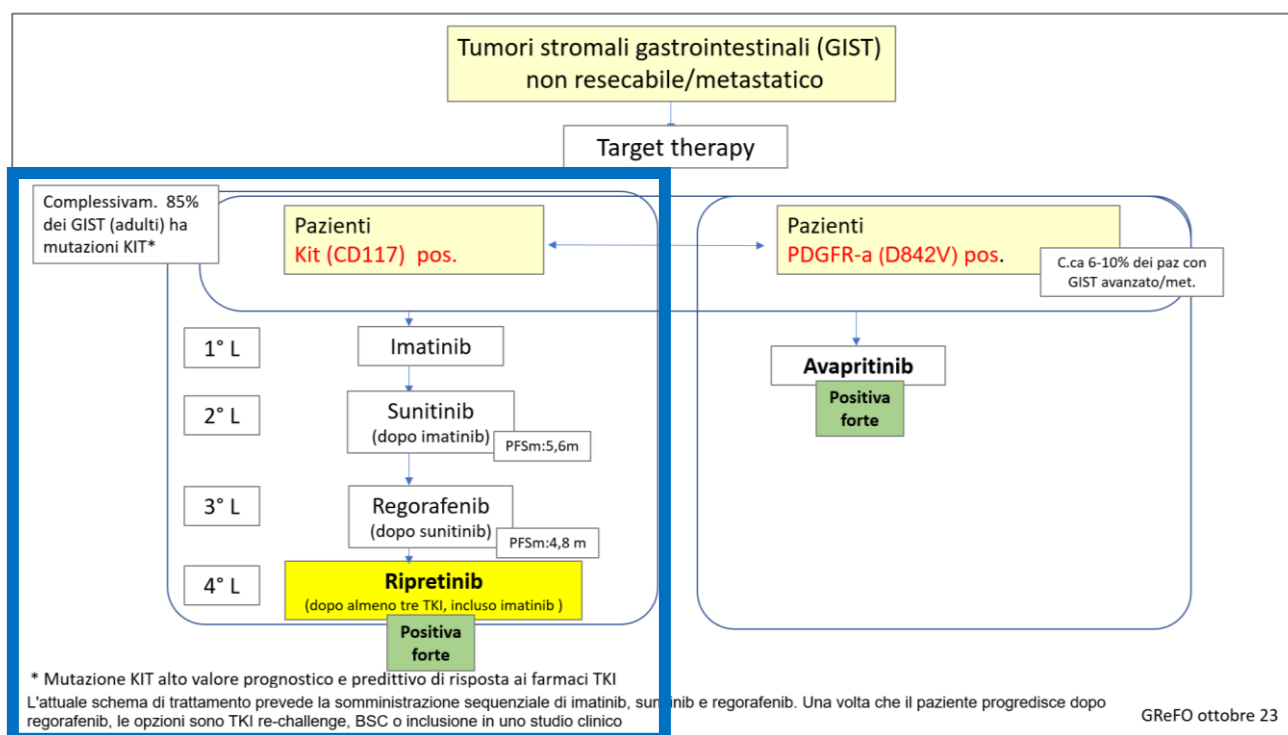 Tumori stromali gastrointestinali (GIST)
non resecabile/metastatico
Target therapy
Complessivam. 85%
dei GIST (adulti) ha
mutazioni KIT*
Pazienti
Kit (CD117) pos.
Pazienti
PDGFR-a (D842V) pos.
C.ca 6-10% dei paz con
GIST avanzato/met.
1° L
Imatinib
Avapritinib
Positiva
forte
2° L
Sunitinib
(dopo imatinib)
PFSm:5,6m
3° L
Regorafenib
(dopo sunitinib)
PFSm:4,8 m
4° L
Ripretinib
(dopo almeno tre TKI, incluso imatinib )
Positiva
forte
* Mutazione KIT alto valore prognostico e predittivo di risposta ai farmaci TKI
L'attuale schema di trattamento prevede la somministrazione sequenziale di imatinib, sunitinib e regorafenib. Una volta che il paziente progredisce dopo
regorafenib, le opzioni sono TKI re-challenge, BSC o inclusione in uno studio clinico
GReFO ottobre 23